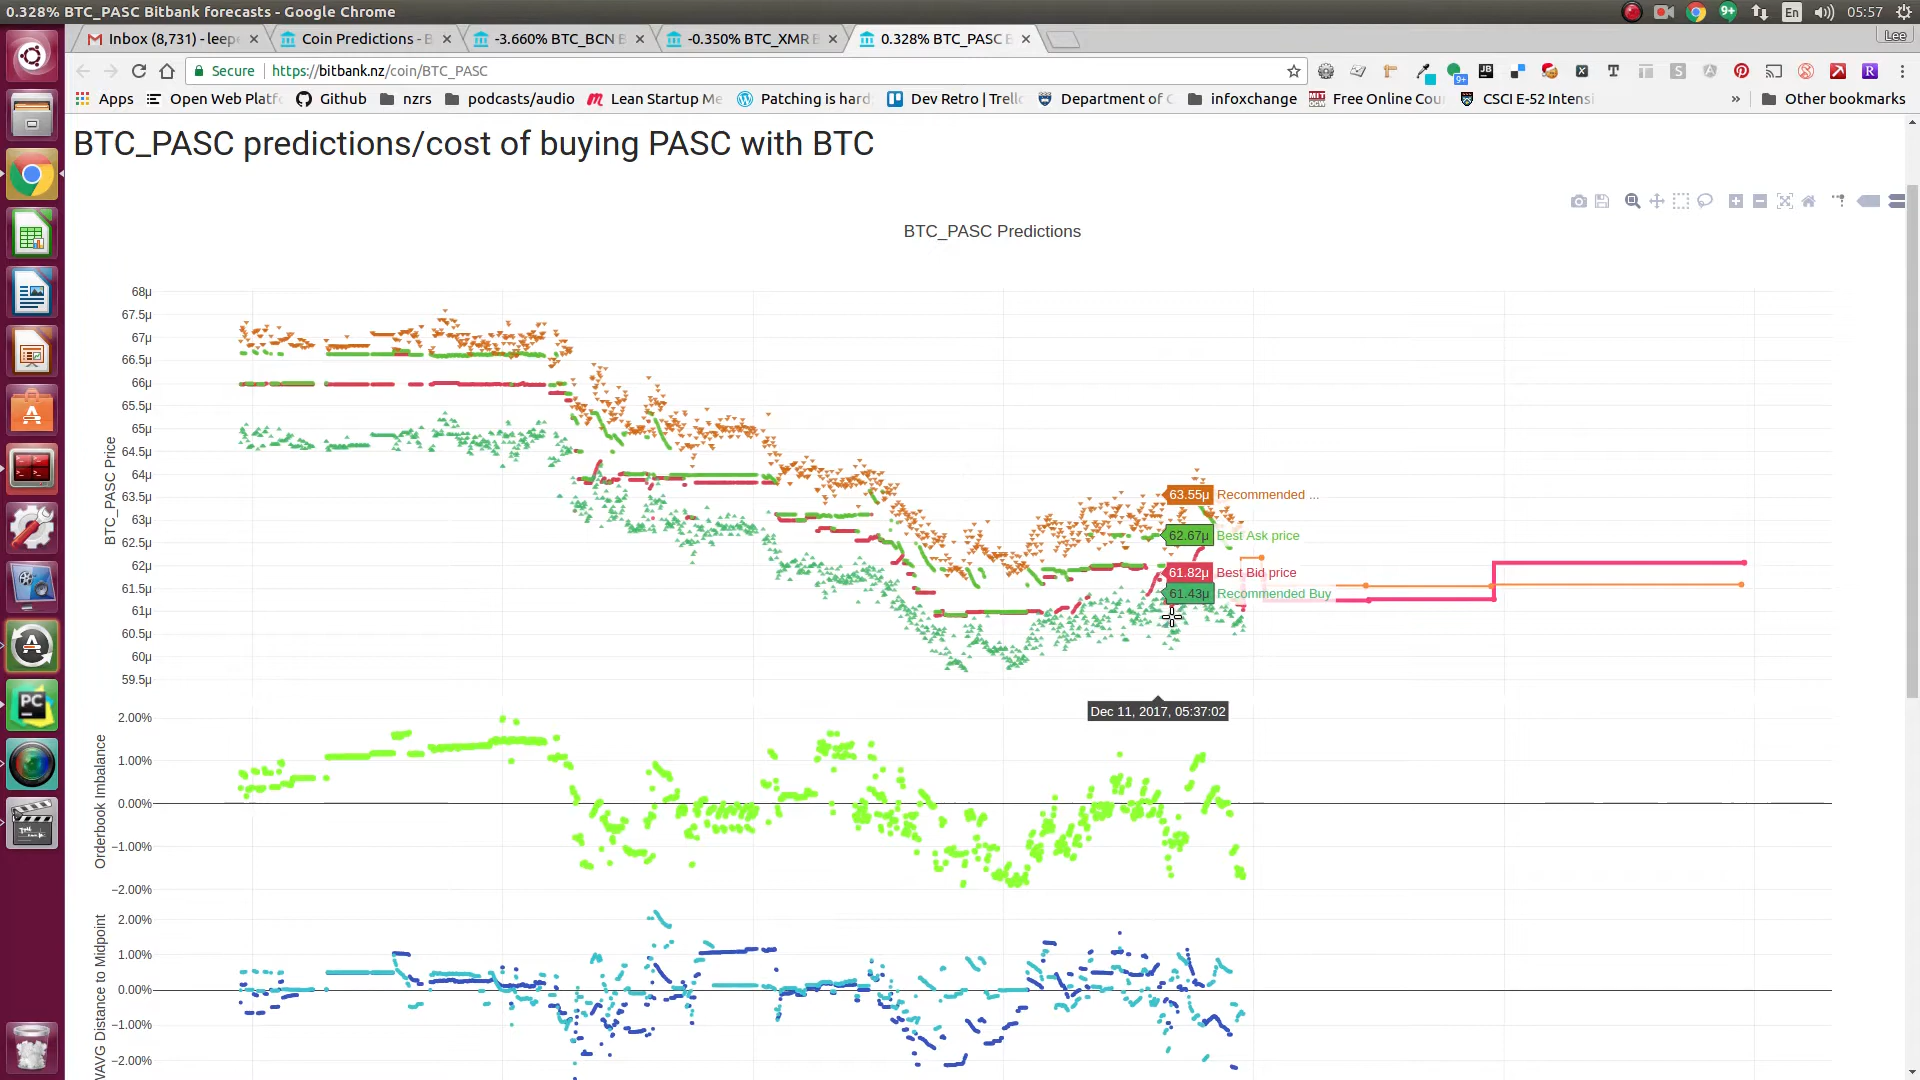 0.328% BTC_PASC Bitbank forecasts - Google Chrome
9+ En 05:57
Inbox (8,731) - leepe
Coin Predictions - B
-3.660% BTC_BCN B
-0.350% BTC_XMR B
0.328% BTC_PASC B
Lee
Secure https://bitbank.nz/coin/BTC_PASC
Apps Open Web Platf Github nzrs podcasts/audio Lean Startup Me Patching is hard Dev Retro | Trell Department of infoxchange Free Online Cou CSCI E-52 Intensi » Other bookmarks
BTC_PASC predictions/cost of buying PASC with BTC
BTC_PASC Predictions
BTC_PASC Price
68μ
67.5μ
67μ
66.5μ
66μ
65.5μ
65μ
64.5μ
64μ
63.5μ
63μ
62.5μ
62μ
61.5μ
61μ
60.5μ
60μ
59.5μ
63.55μ Recommended ...
62.67μ Best Ask price
61.82μ Best Bid price
61.43μ Recommended Buy
Dec 11, 2017, 05:37:02
Orderbook Imbalance
2.00%
1.00%
0.00%
−1.00%
−2.00%
WAVG Distance to Midpoint
2.00%
1.00%
0.00%
−1.00%
−2.00%